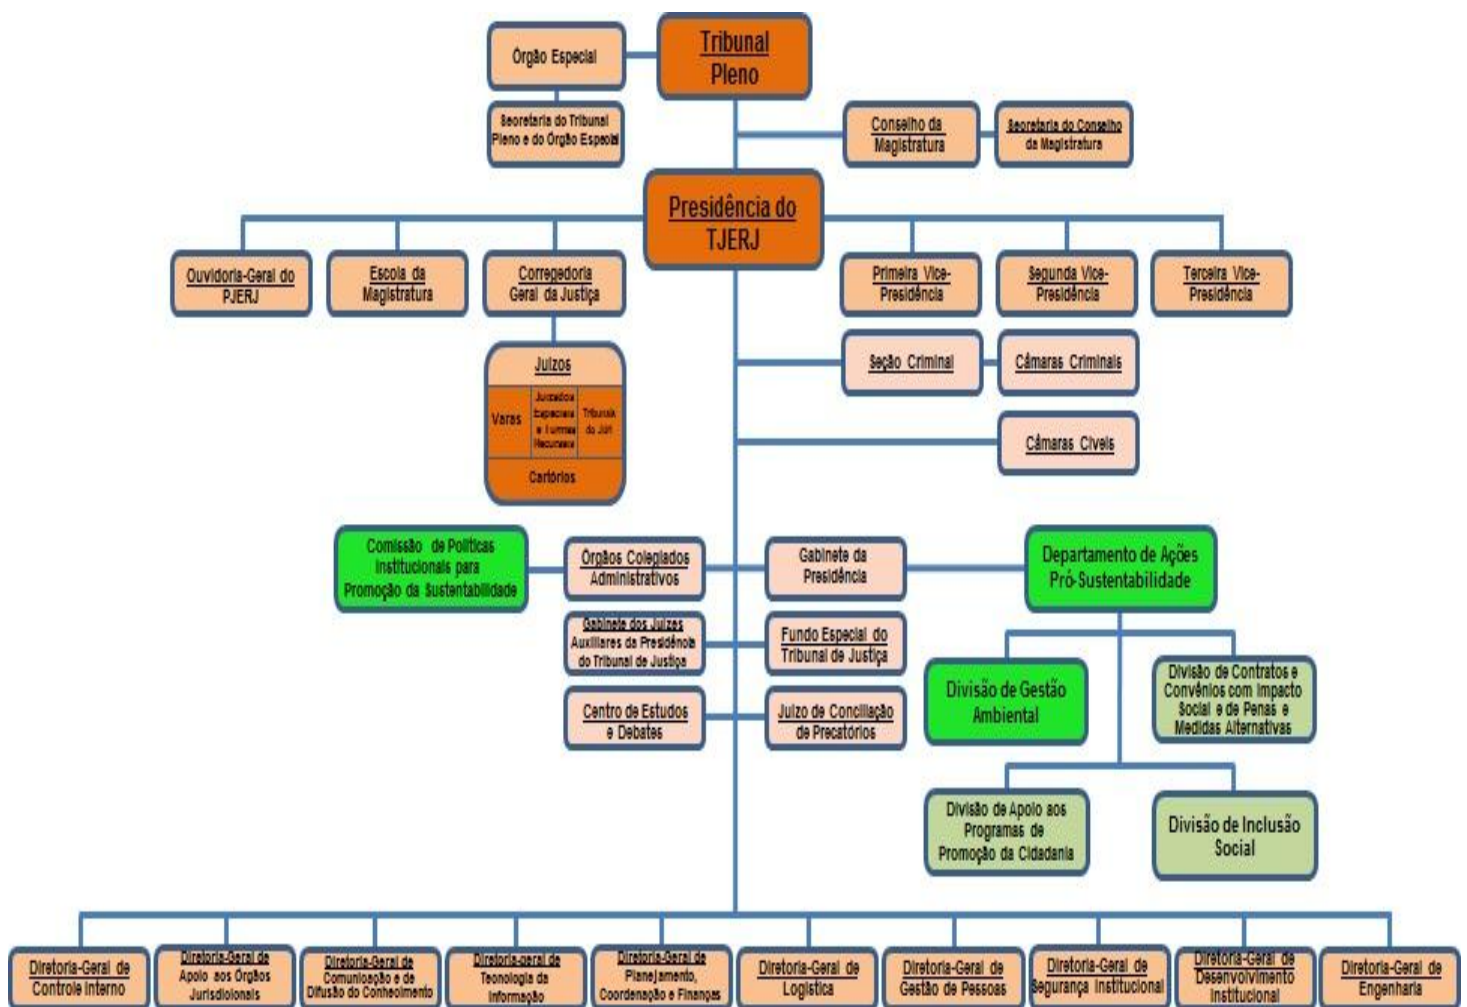 Tribunal
Pleno
Órgão Especial
Secretaria do Tribunal
Pleno e do Órgão Especial
Conselho da
Magistratura
Secretaria do Conselho
da Magistratura
Presidência do
TJERJ
Ouvidoria-Geral do
PJERJ
Escola da
Magistratura
Corregedoria
Geral da Justiça
Primeira Vice-
Presidência
Segunda Vice-
Presidência
Terceira Vice-
Presidência
Juízos
Varas
Juizados
Especiais
e Turmas
Recursais
Tribunais
do Júri
Cartórios
Seção Criminal
Câmaras Criminais
Câmaras Cíveis
Comissão de Políticas
Institucionais para
Promoção da Sustentabilidade
Órgãos Colegiados
Administrativos
Gabinete da
Presidência
Departamento de Ações
Pró-Sustentabilidade
Gabinete dos Juízes
Auxiliares da Presidência
do Tribunal de Justiça
Fundo Especial do
Tribunal de Justiça
Centro de Estudos
e Debates
Juízo de Conciliação
de Precatórios
Divisão de Gestão
Ambiental
Divisão de Contratos e
Convênios com Impacto
Social e de Penas e
Medidas Alternativas
Divisão de Apoio aos
Programas de
Promoção da Cidadania
Divisão de Inclusão
Social
Diretoria-Geral de
Controle Interno
Diretoria-Geral de
Apoio aos Órgãos
Jurisdicionais
Diretoria-Geral de
Comunicação e de
Difusão do Conhecimento
Diretoria-geral de
Tecnologia da
Informação
Diretoria-Geral de
Planejamento,
Coordenação e Finanças
Diretoria-Geral de
Logística
Diretoria-Geral de
Gestão de Pessoas
Diretoria-Geral de
Segurança Institucional
Diretoria-Geral de
Desenvolvimento
Institucional
Diretoria-Geral de
Engenharia